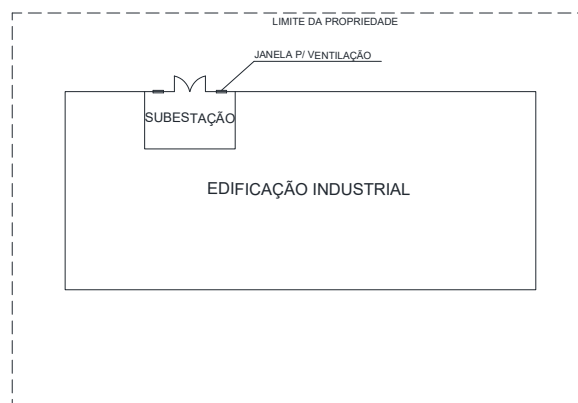 LIMITE DA PROPRIEDADE
JANELA P/ VENTILAÇÃO
SUBESTAÇÃO
EDIFICAÇÃO INDUSTRIAL